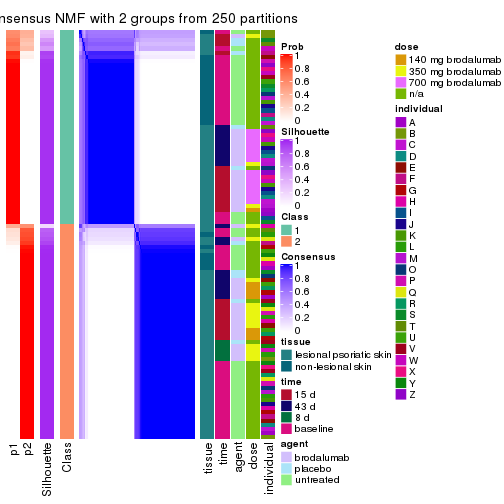 nsensus NMF with 2 groups from 250 partitions
Prob
1
0.8
0.6
0.4
0.2
0
Silhouette
1
0.8
0.6
0.4
0.2
0
Class
1
2
Consensus
1
0.8
0.6
0.4
0.2
0
tissue
lesional psoriatic skin
non-lesional skin
time
15 d
43 d
8 d
baseline
agent
brodalumab
placebo
untreated
dose
140 mg brodalumab
350 mg brodalumab
700 mg brodalumab
n/a
individual
A
B
C
D
E
F
G
H
I
J
K
L
M
O
P
Q
R
S
T
U
V
W
X
Y
Z
p1
p2
Silhouette
Class
tissue
time
agent
dose
individual